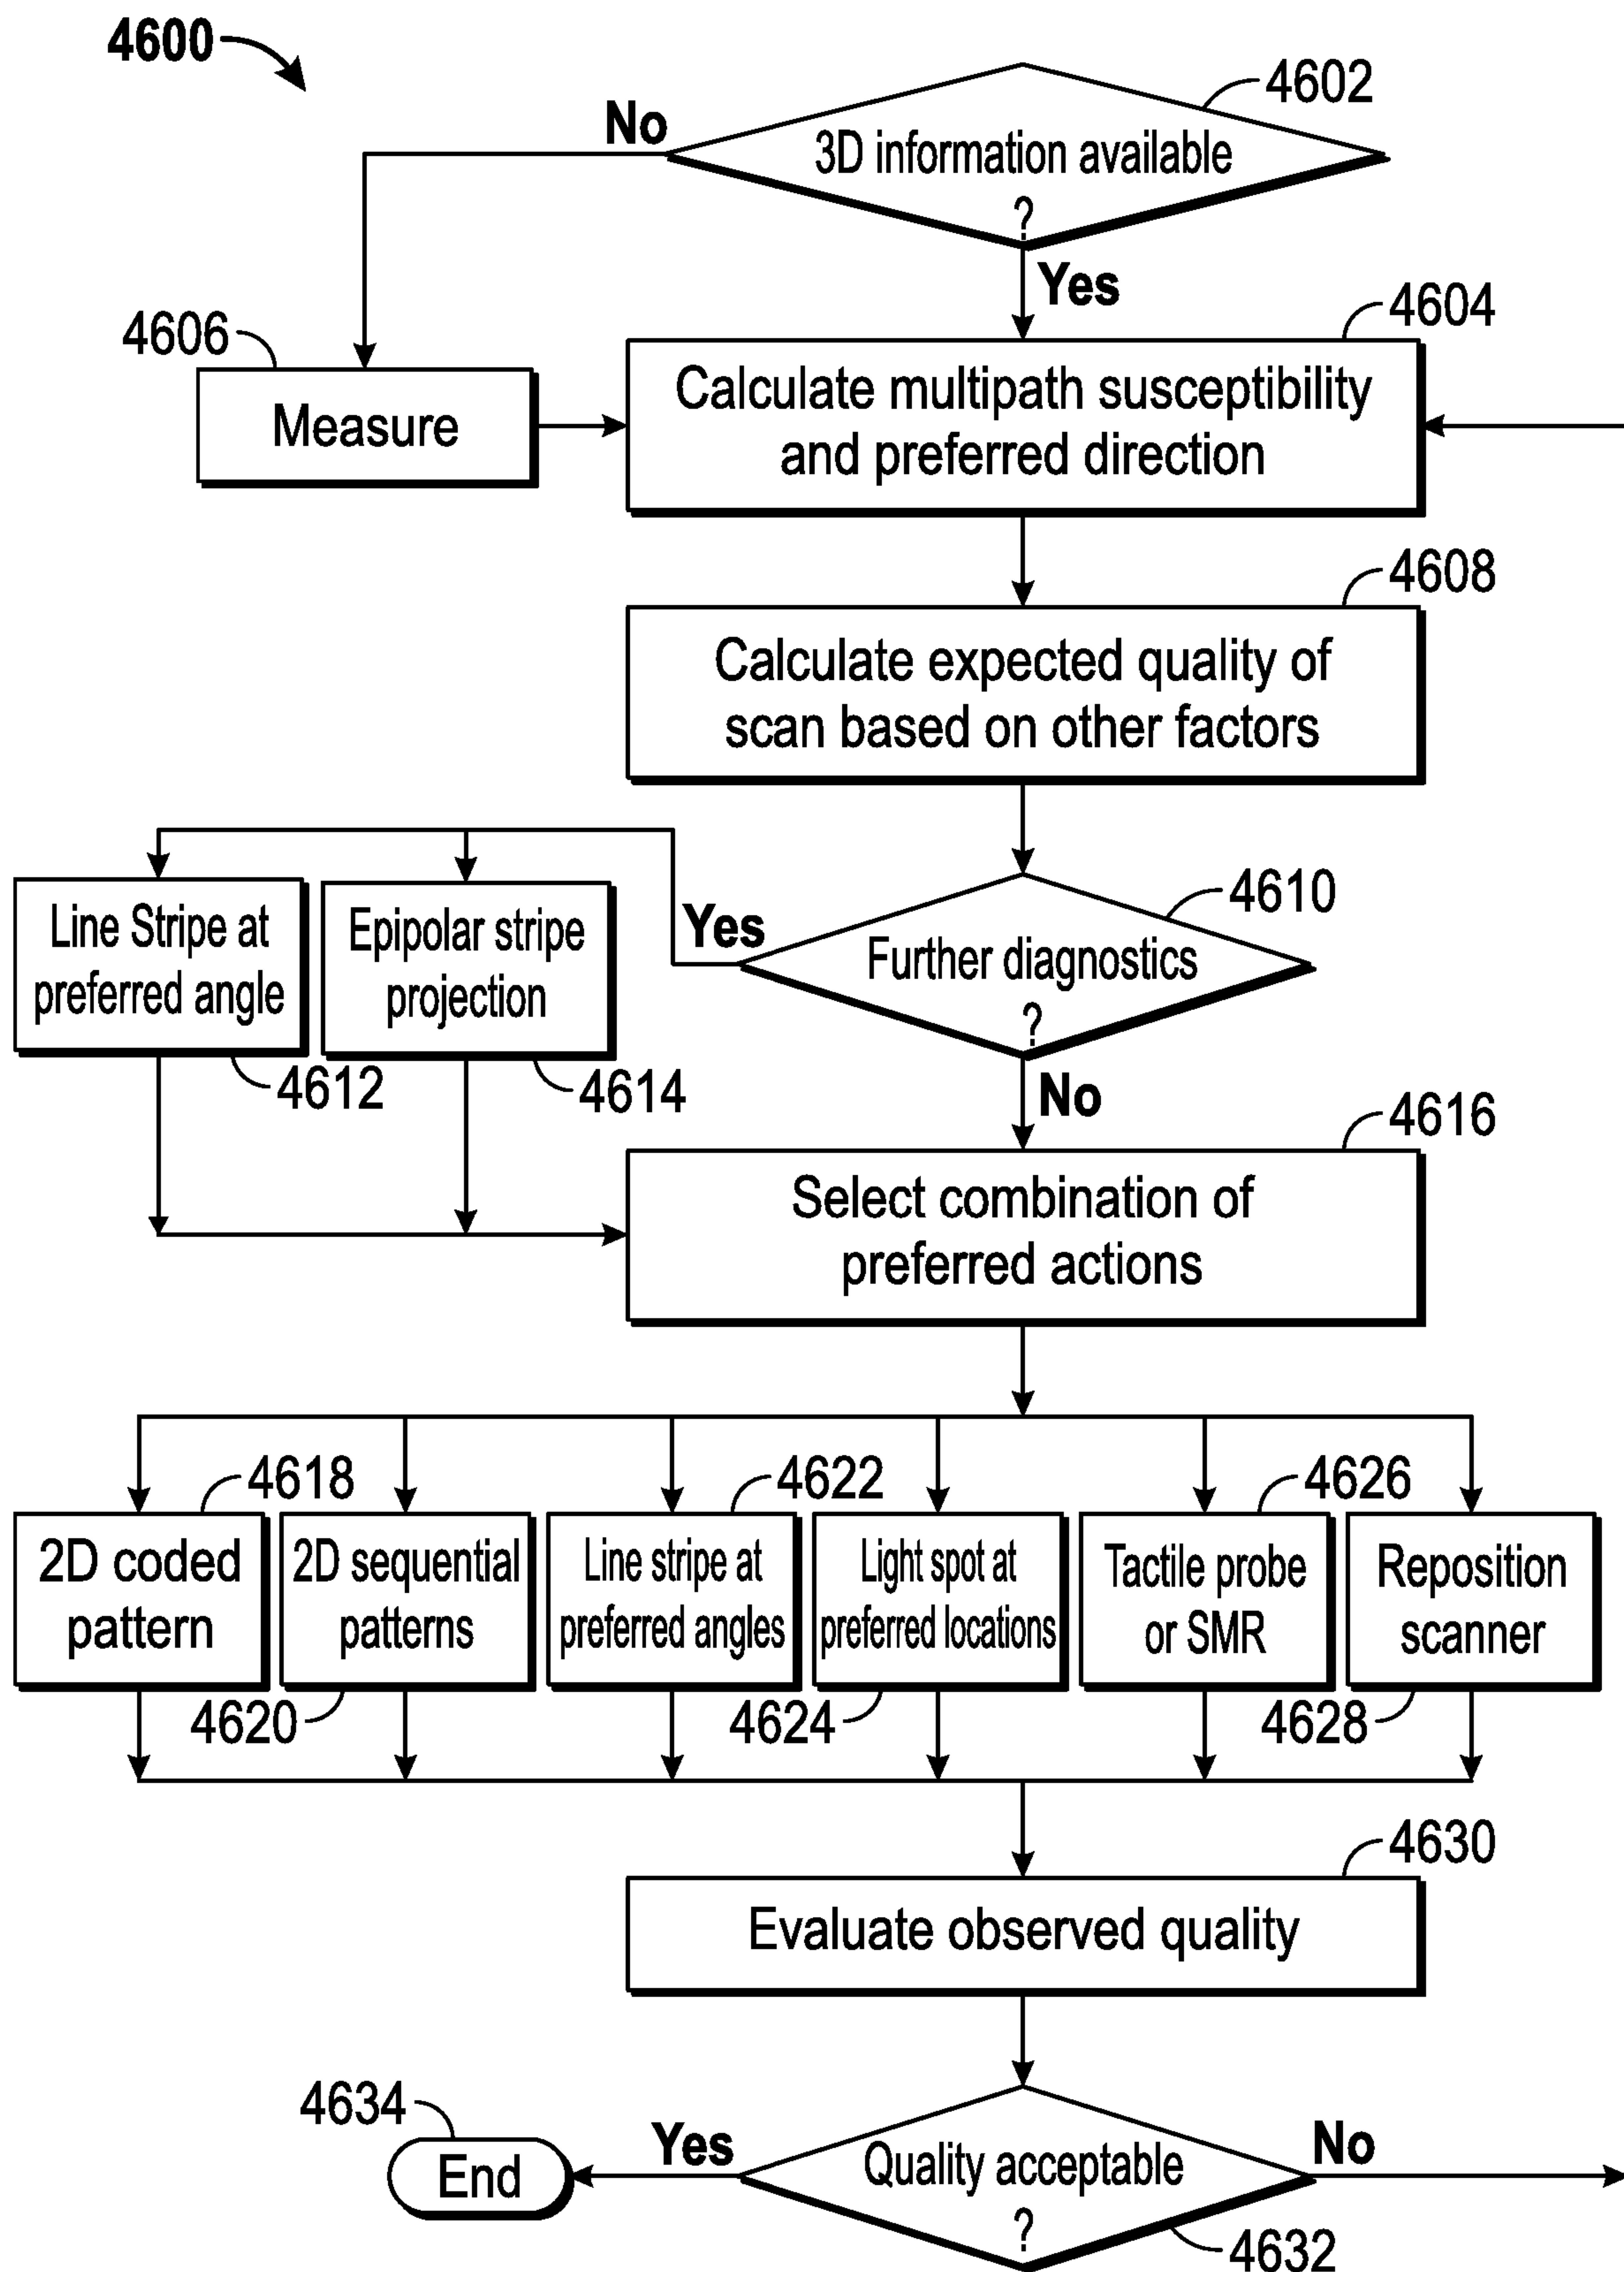 4600
4602
No
3D information available
?
Yes
4604
4606
Calculate multipath susceptibility
and preferred direction
Measure
4608
Calculate expected quality of
scan based on other factors
4610
Yes
Further diagnostics
?
Line Stripe at
preferred angle
Epipolar stripe
projection
4612
4614
No
4616
Select combination of
preferred actions
4618
4622
4626
2D coded
pattern
2D sequential
patterns
Line stripe at
preferred angles
Light spot at
preferred locations
Tactile probe
or SMR
Reposition
scanner
4620
4624
4628
4630
Evaluate observed quality
4634
End
Yes
Quality acceptable
?
No
4632